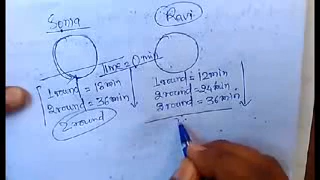 Soma
Ravi
Time = 0 min
1 round = 18 min
2 round = 36 min
2 round
1 round = 12 min
2 round = 24 min
3 round = 36 min